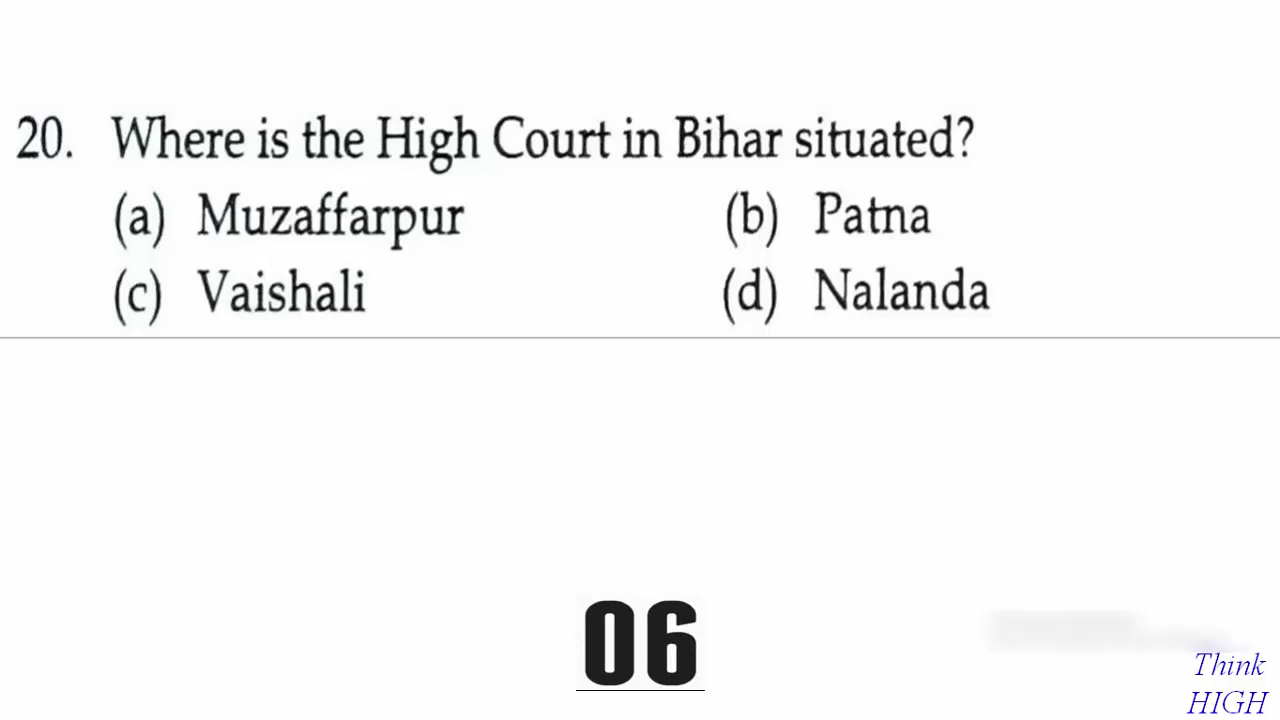 20. Where is the High Court in Bihar situated?
(a) Muzaffarpur (b) Patna
(c) Vaishali (d) Nalanda
06
Think
HIGH